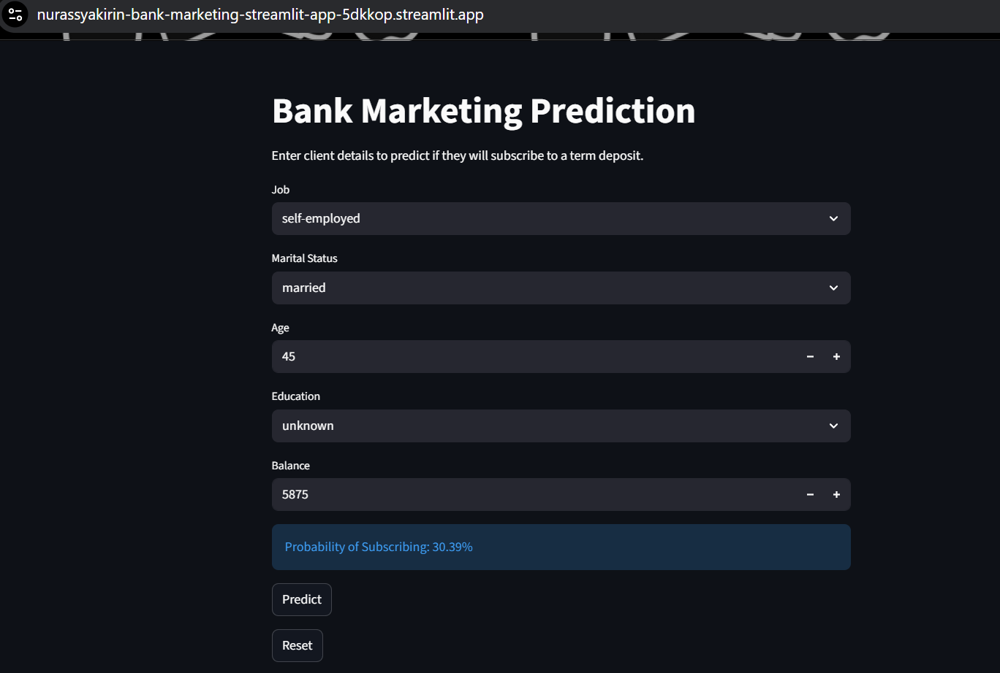 nurassyakirin-bank-marketing-streamlit-app-5dkkop.streamlit.app
Bank Marketing Prediction
Enter client details to predict if they will subscribe to a term deposit.
Job
self-employed
Marital Status
married
Age
45
Education
unknown
Balance
5875
Probability of Subscribing: 30.39%
Predict
Reset